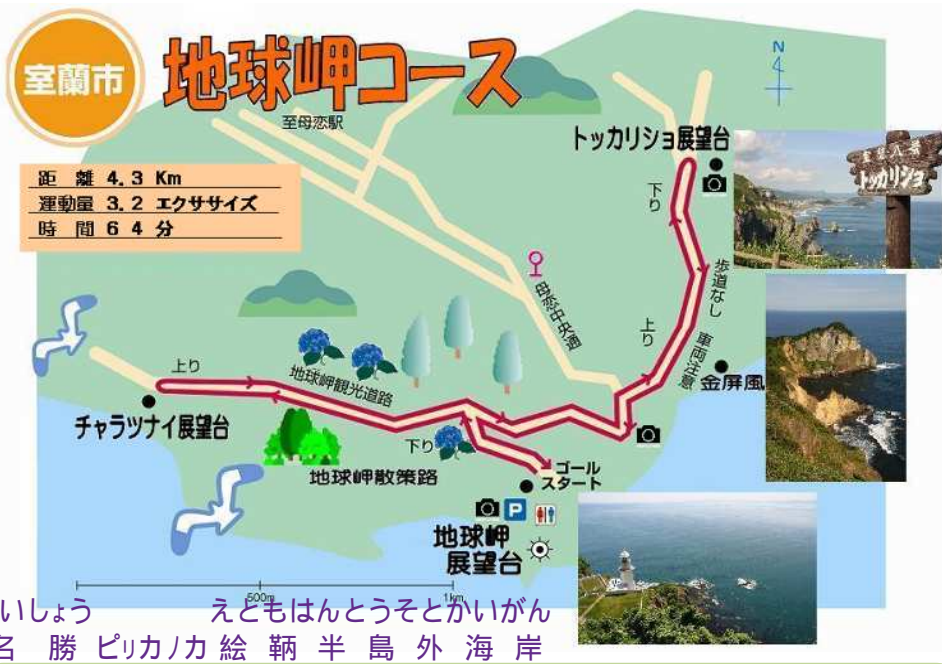 室蘭市
地球岬コース
至母恋駅
N
距離 4.3 Km
運動量 3.2 エクササイズ
時間 64 分
トッカリショ展望台
下り
トッカリショ
歩道なし
車両注意
上り
母恋中央通
金屏風
上り
地球岬観光道路
チャラツナイ展望台
下り
地球岬散策路
ゴール
スタート
P
地球岬
展望台
500m
1km
いしょう えともはんとうそとかいがん
名勝 ピリカノカ 絵鞆半島外海岸